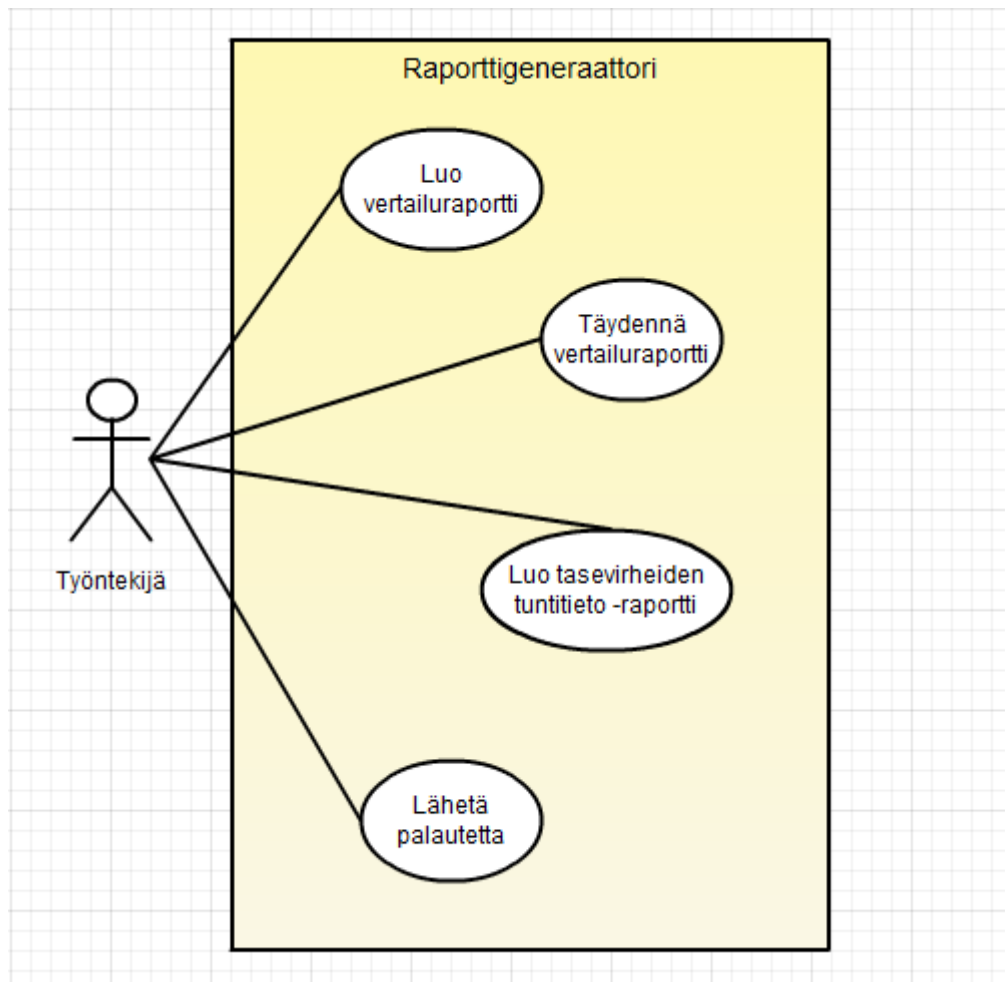 Raporttigeneraattori
Luo
vertailuraportti
Täydennä
vertailuraportti
Työntekijä
Luo tasevirheiden
tuntitieto -raportti
Lähetä
palautetta